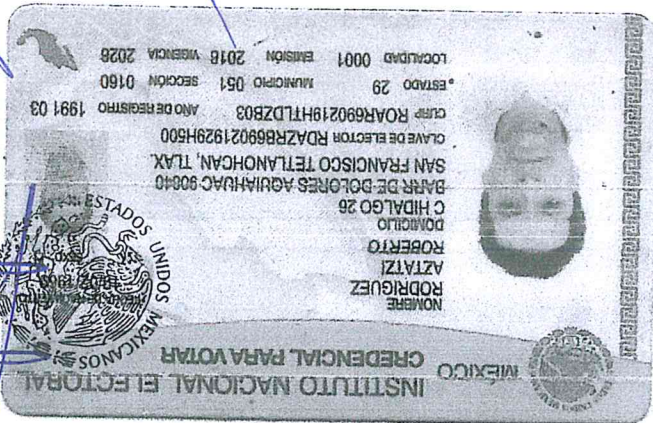 MÉXICO INSTITUTO NACIONAL ELECTORAL
CREDENCIAL PARA VOTAR
NOMBRE
RODRIGUEZ
AZTATZI
ROBERTO
DOMICILIO
C HIDALGO 26
BARR DE DOLORES AQUIAHUAC 90840
SAN FRANCISCO TETLANOHCAN, TLAX.
CLAVE DE ELECTOR RDAZRB69021929H500
CURP ROAR690219HTLDZB03 AÑO DE REGISTRO 1991 03
ESTADO 29 MUNICIPIO 051 SECCIÓN 0160
LOCALIDAD 0001 EMISIÓN 2016 VIGENCIA 2026
ESTADOS UNIDOS MEXICANOS